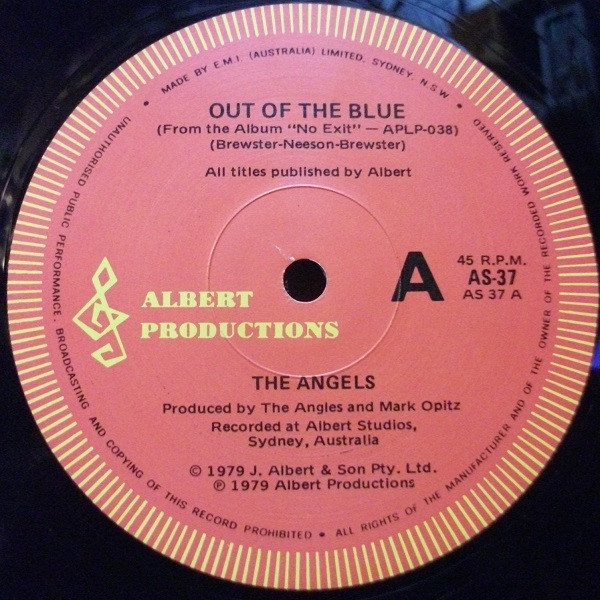 • MADE BY E.M.I. (AUSTRALIA) LIMITED, SYDNEY, N.S.W •
OUT OF THE BLUE
(From the Album "No Exit" — APLP-038)
(Brewster-Neeson-Brewster)
All titles published by Albert
A
45 R.P.M.
AS-37
AS 37 A
ALBERT
PRODUCTIONS
THE ANGELS
Produced by The Angles and Mark Opitz
Recorded at Albert Studios,
Sydney, Australia
© 1979 J. Albert & Son Pty. Ltd.
℗ 1979 Albert Productions
UNAUTHORISED PUBLIC PERFORMANCE, BROADCASTING AND COPYING OF THIS RECORD PROHIBITED • ALL RIGHTS OF THE MANUFACTURER AND OF THE OWNER OF THE RECORDED WORK RESERVED